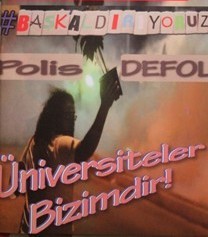 #BAŞKALDIRIYORUZ
Polis DEFOL
Üniversiteler
Bizimdir!